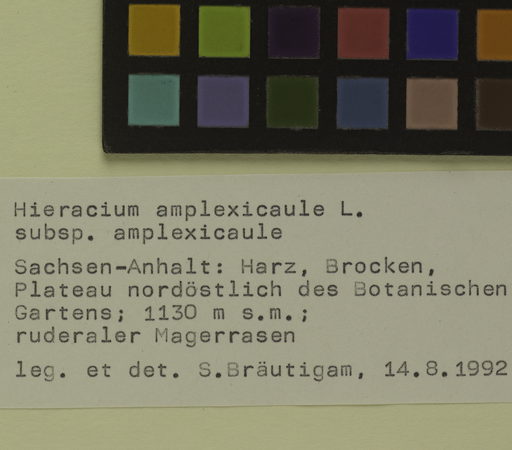 Hieracium amplexicaule L.
subsp. amplexicaule
Sachsen-Anhalt: Harz, Brocken,
Plateau nordöstlich des Botanischen
Gartens; 1130 m s.m.;
ruderaler Magerrasen
leg. et det. S.Bräutigam, 14.8.1992